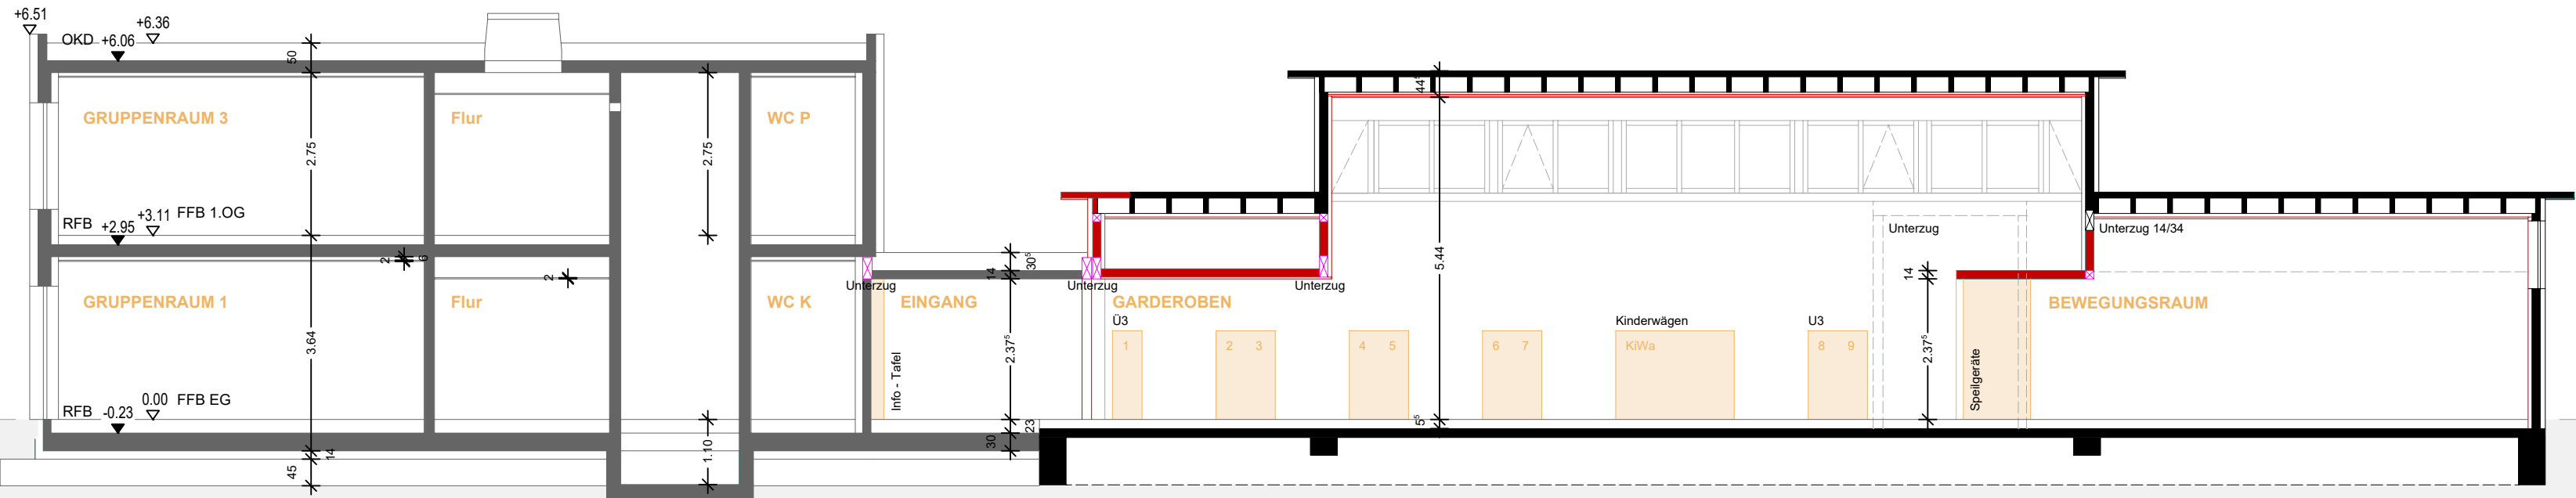 +6.51
+6.36
OKD +6.06
50
44⁵
GRUPPENRAUM 3
Flur
WC P
2.75
2.75
+3.11 FFB 1.OG
RFB +2.95
Unterzug
Unterzug 14/34
2
6
2
14
30⁵
5.44
14
Unterzug
Unterzug
Unterzug
GRUPPENRAUM 1
Flur
WC K
EINGANG
GARDEROBEN
BEWEGUNGSRAUM
Ü3
Kinderwägen
U3
1
2 3
4 5
6 7
KiWa
8 9
3.64
2.37⁵
2.37⁵
Info - Tafel
Speilgeräte
0.00 FFB EG
RFB -0.23
5⁵
23
30
1.10
14
45